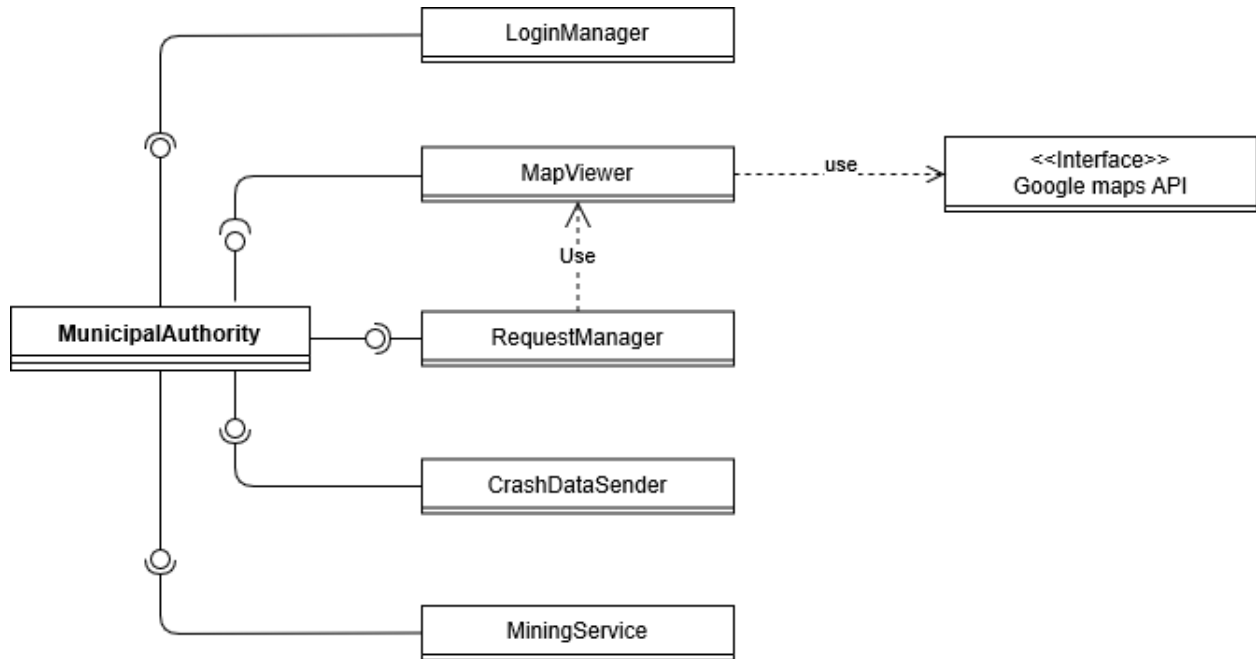 LoginManager
MapViewer
use
<<Interface>>
Google maps API
Use
MunicipalAuthority
RequestManager
CrashDataSender
MiningService